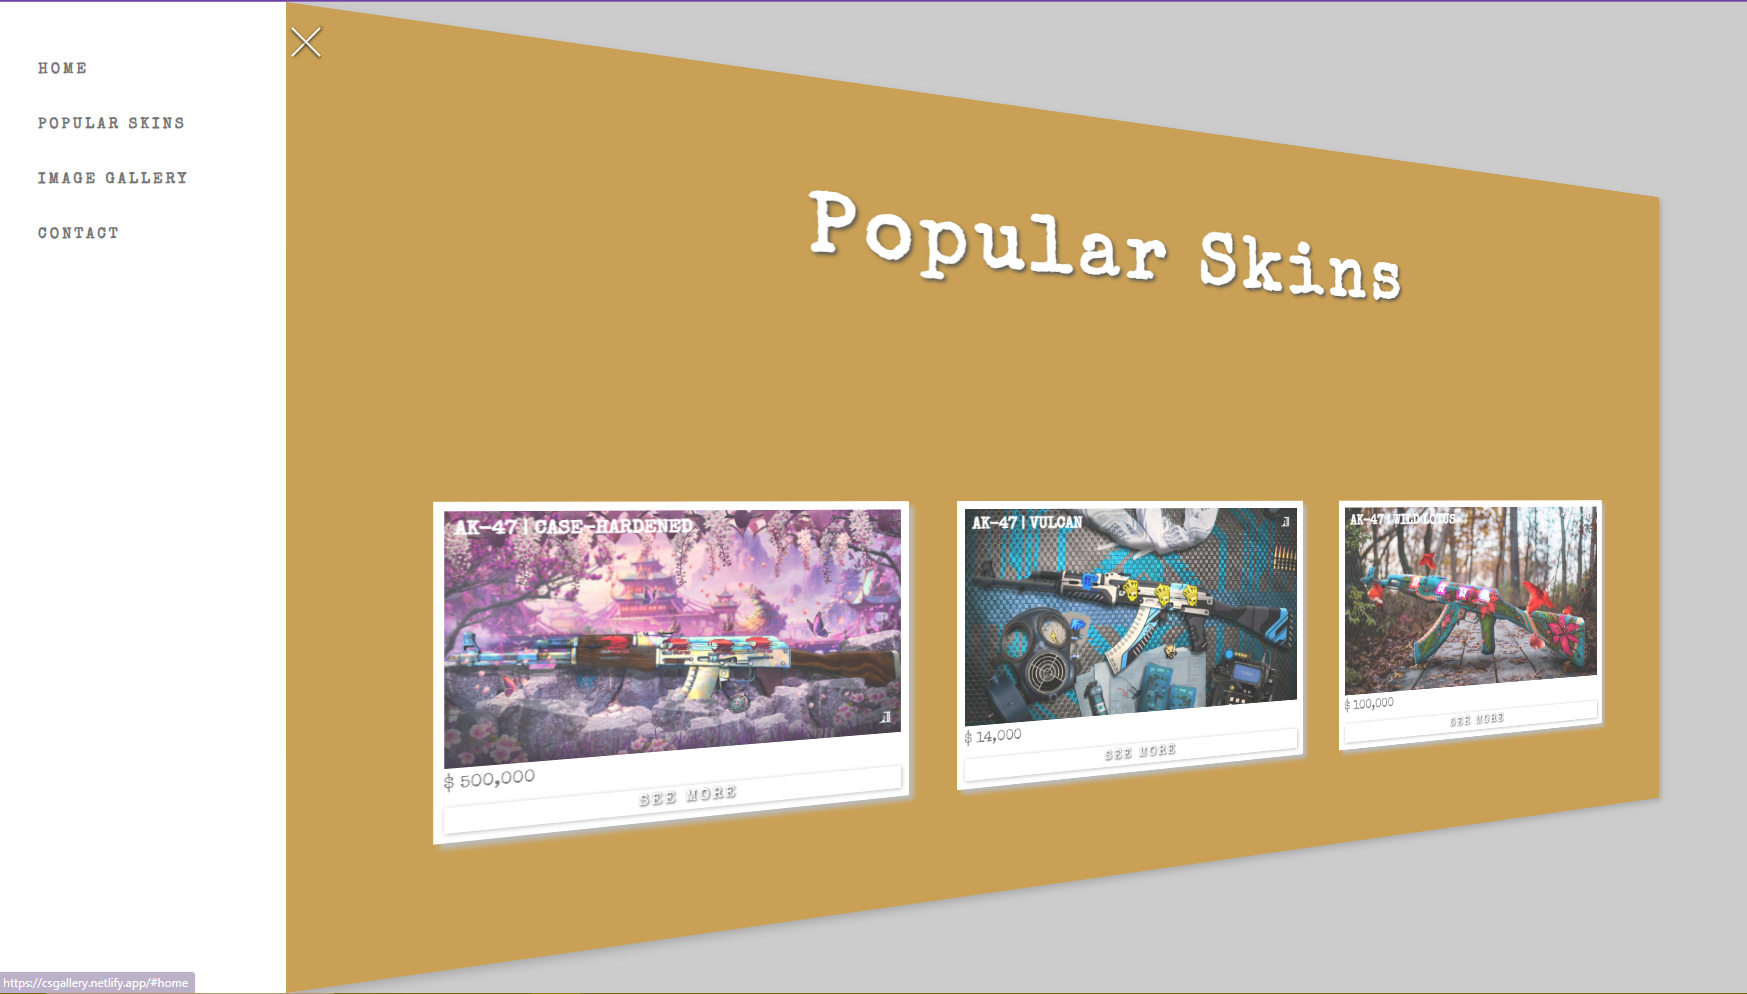 HOME
POPULAR SKINS
IMAGE GALLERY
CONTACT
Popular Skins
AK-47 | CASE-HARDENED
$ 500,000
SEE MORE
AK-47 | VULCAN
$ 14,000
SEE MORE
AK-47 | WILD LOTUS
$ 100,000
SEE MORE
https://csgallery.netlify.app/#home